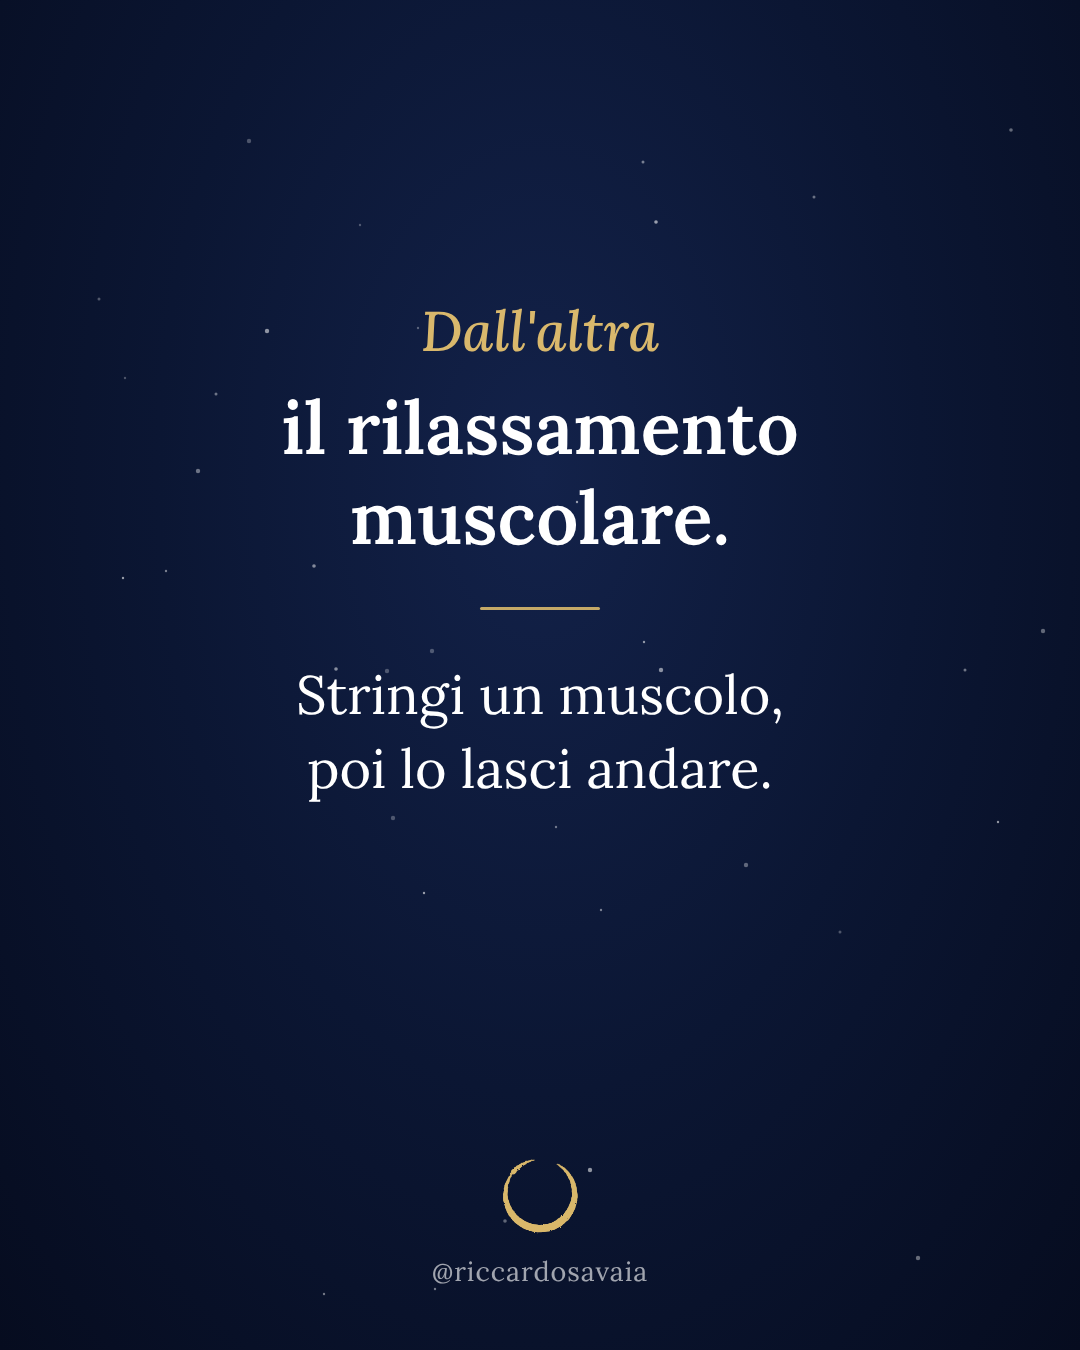 Dall'altra
il rilassamento
muscolare.
Stringi un muscolo,
poi lo lasci andare.
@riccardosavaia